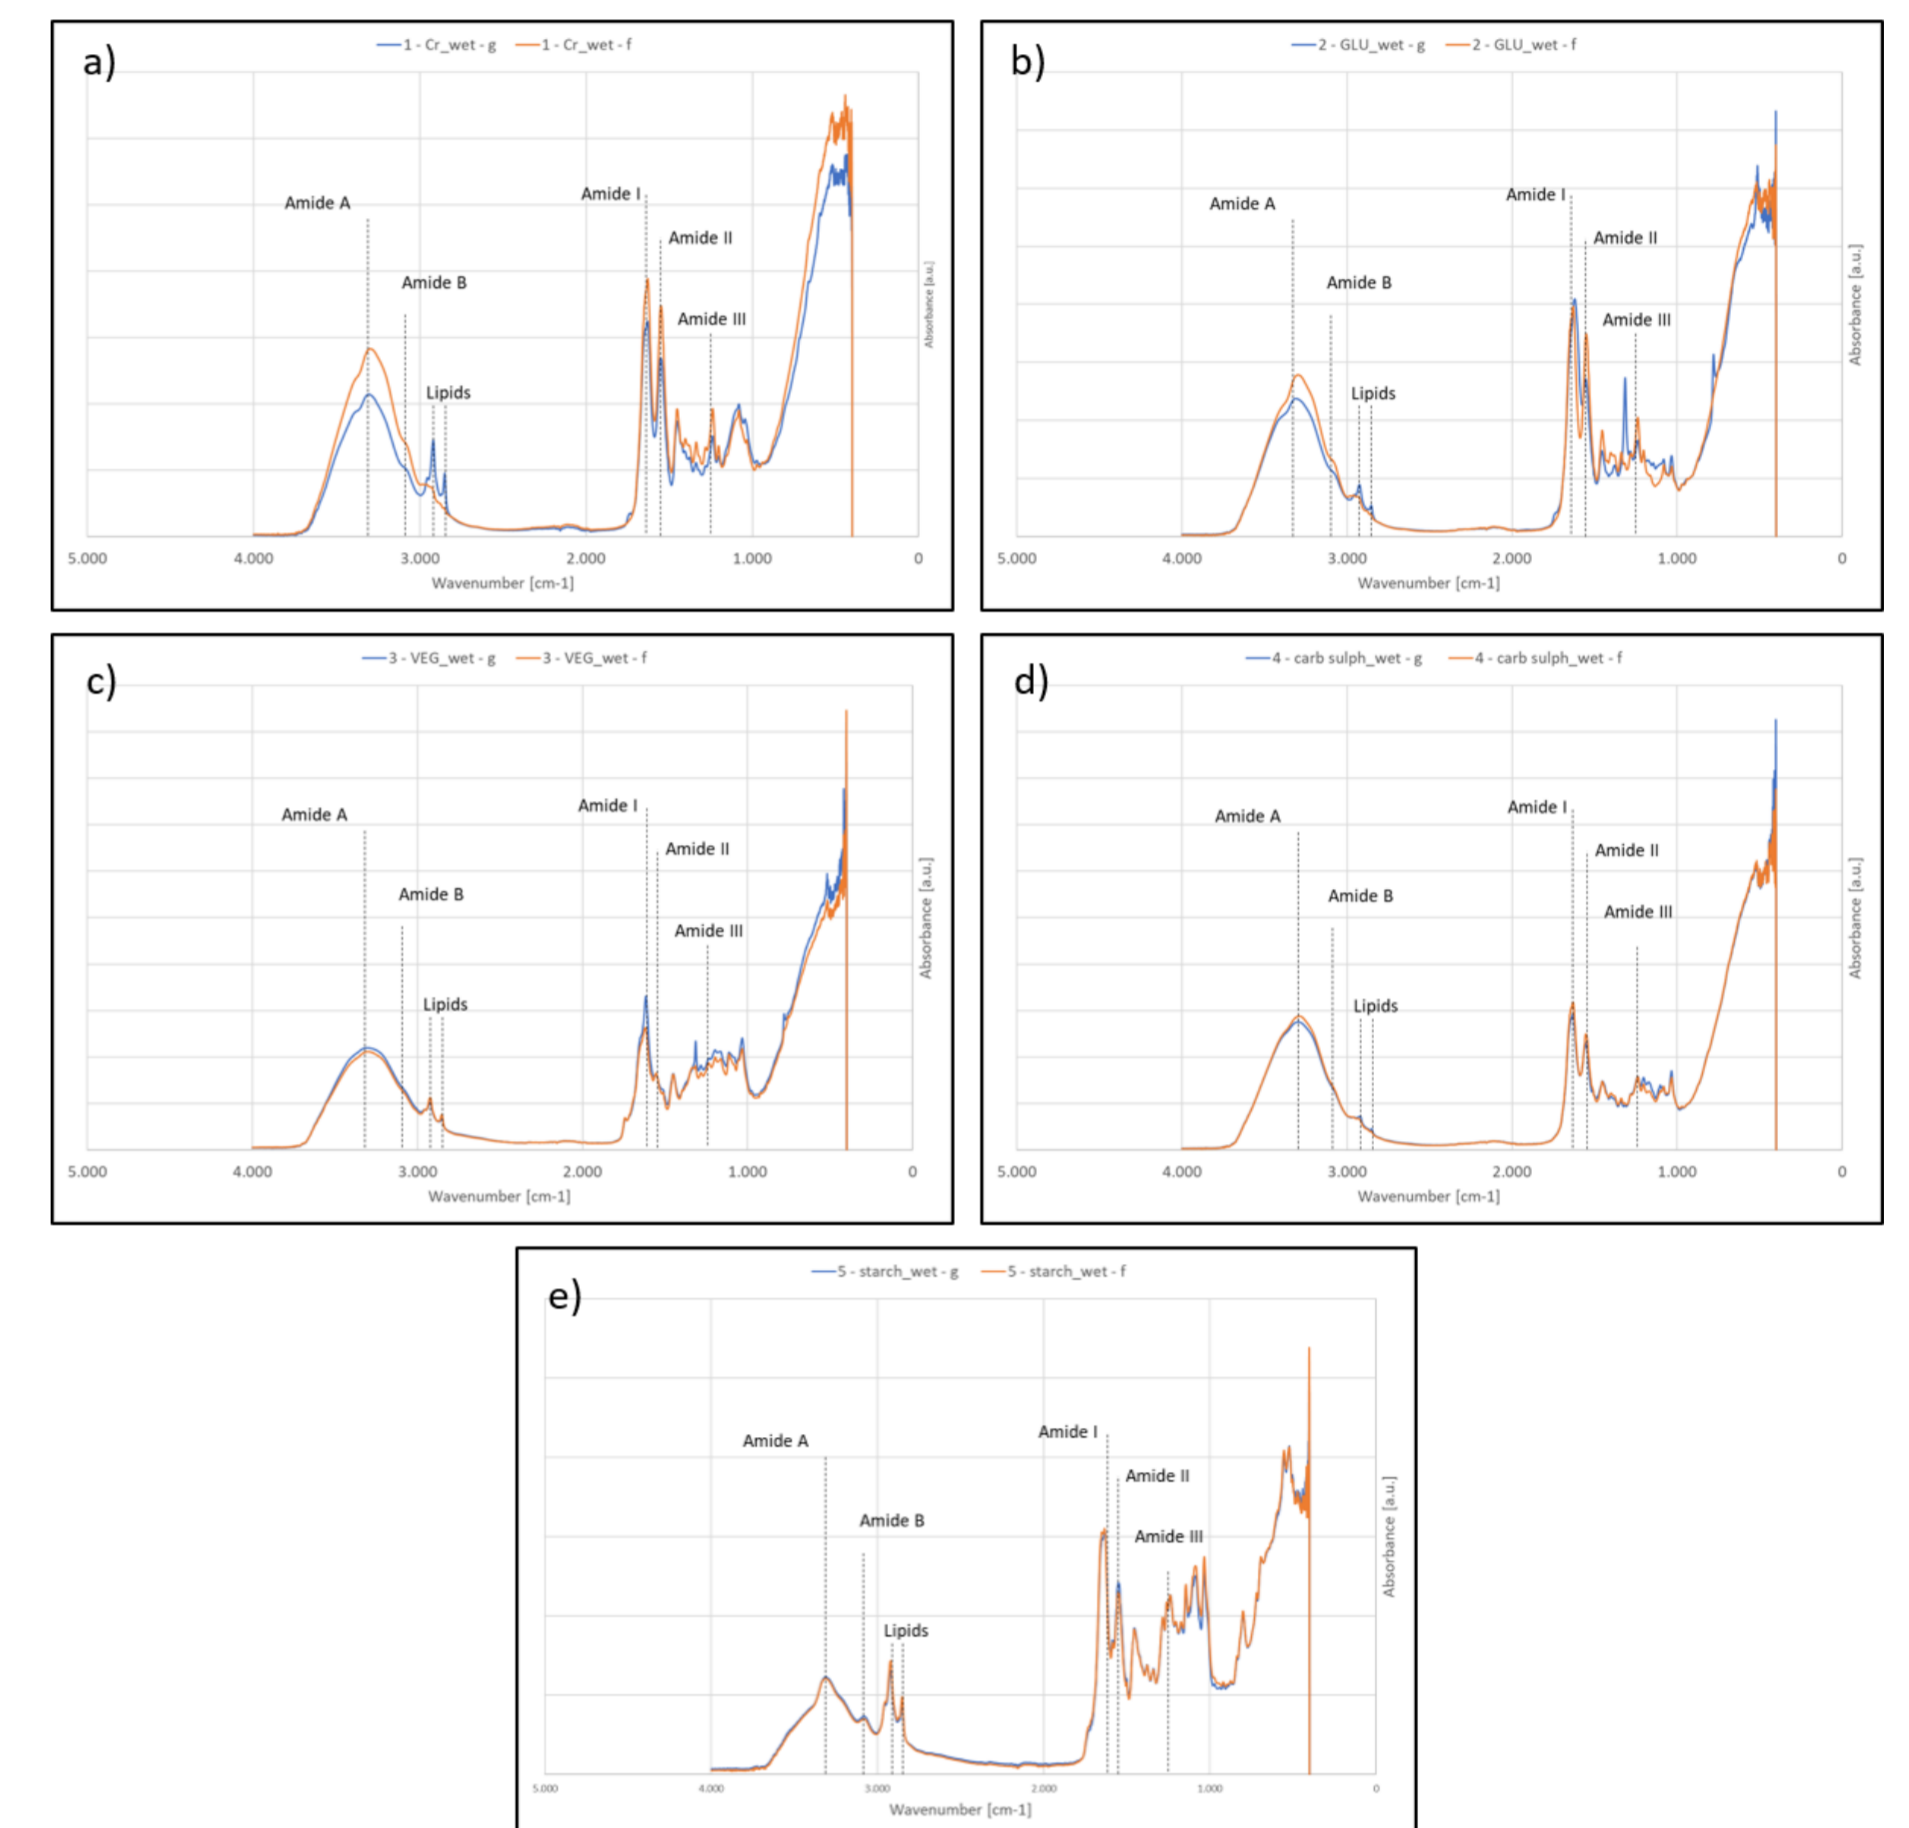 a)
1 - Cr_wet - g 1 - Cr_wet - f
Amide A
Amide I
Amide II
Amide B
Amide III
Lipids
Absorbance [a.u.]
5.000 4.000 3.000 2.000 1.000 0
Wavenumber [cm-1]
b)
2 - GLU_wet - g 2 - GLU_wet - f
Amide A
Amide I
Amide II
Amide B
Amide III
Lipids
Absorbance [a.u.]
5.000 4.000 3.000 2.000 1.000 0
Wavenumber [cm-1]
c)
3 - VEG_wet - g 3 - VEG_wet - f
Amide A
Amide I
Amide II
Amide B
Amide III
Lipids
Absorbance [a.u.]
5.000 4.000 3.000 2.000 1.000 0
Wavenumber [cm-1]
d)
4 - carb sulph_wet - g 4 - carb sulph_wet - f
Amide A
Amide I
Amide II
Amide B
Amide III
Lipids
Absorbance [a.u.]
5.000 4.000 3.000 2.000 1.000 0
Wavenumber [cm-1]
e)
5 - starch_wet - g 5 - starch_wet - f
Amide A
Amide I
Amide II
Amide B
Amide III
Lipids
Absorbance [a.u.]
5.000 4.000 3.000 2.000 1.000 0
Wavenumber [cm-1]